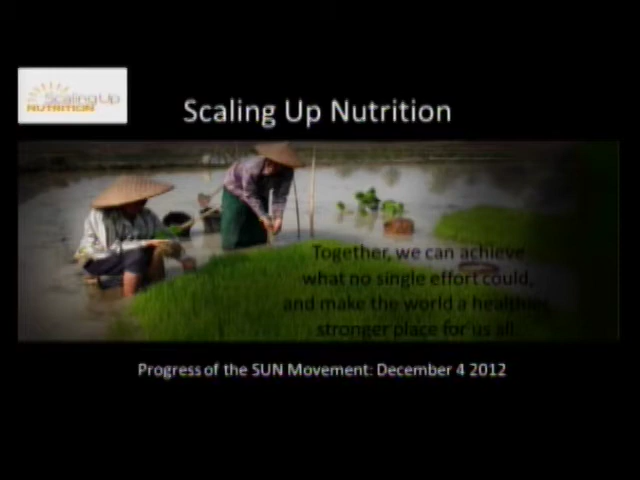 Scaling Up
NUTRITION
Scaling Up Nutrition
Together, we can achieve
what no single effort could,
and make the world a healthier,
stronger place for us all.
Progress of the SUN Movement: December 4 2012